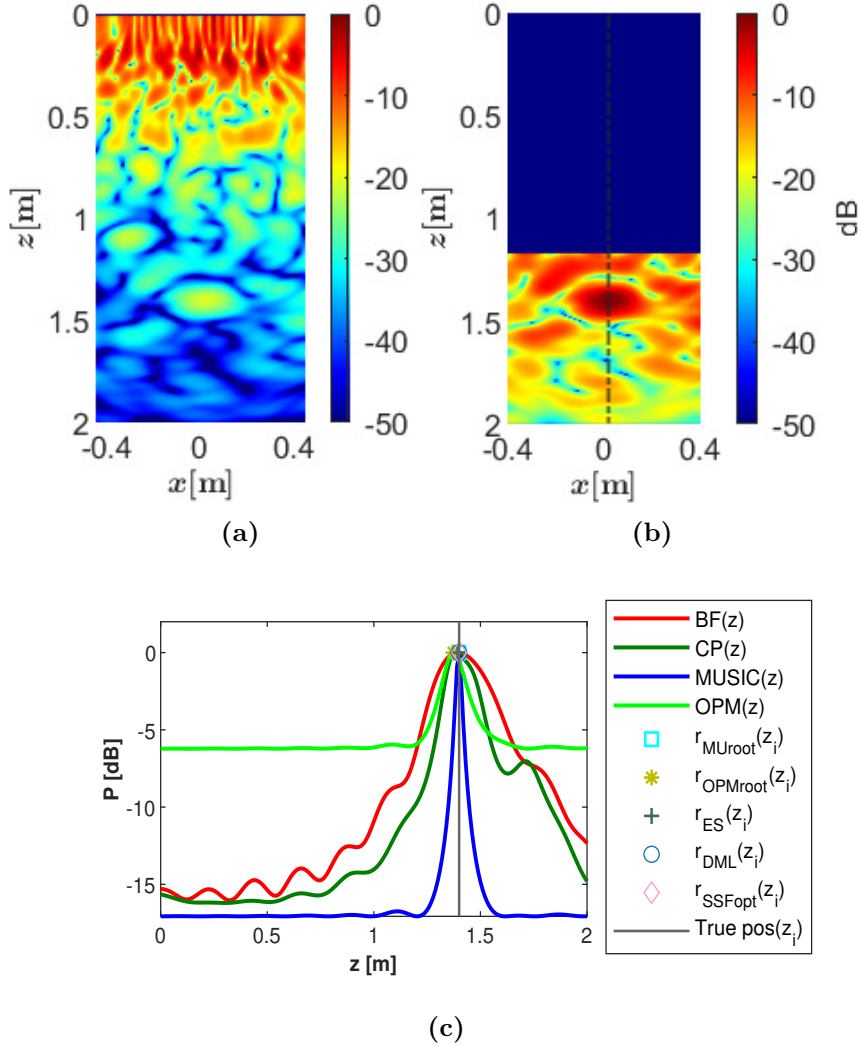 0
0.5
1
1.5
2
z[m]
-0.4
0
0.4
x[m]
0
-10
-20
-30
-40
-50
(a)
0
0.5
1
1.5
2
z[m]
-0.4
0
0.4
x[m]
0
-10
-20
-30
-40
-50
dB
(b)
0
-5
-10
-15
P [dB]
0
0.5
1
1.5
2
z [m]
BF(z)
CP(z)
MUSIC(z)
OPM(z)
r_MUroot(z_i)
r_OPMroot(z_i)
r_ES(z_i)
r_DML(z_i)
r_SSFopt(z_i)
True pos(z_i)
(c)